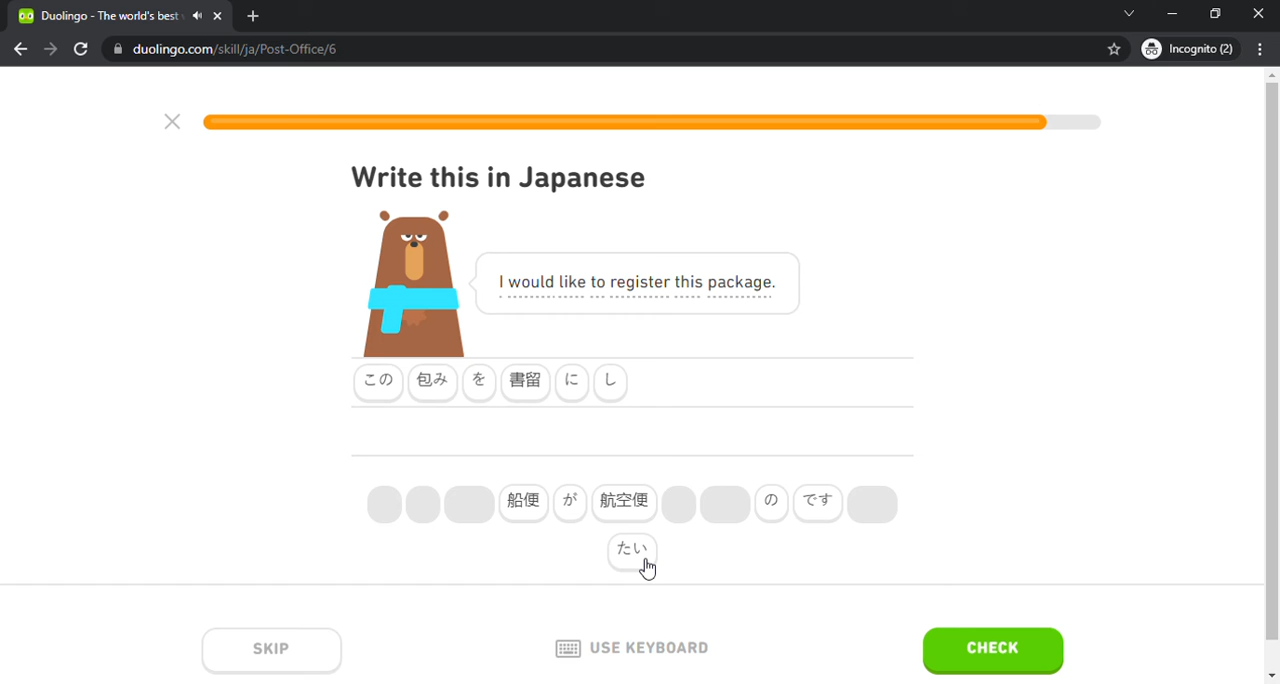 Duolingo - The world's best
duolingo.com/skill/ja/Post-Office/6
Incognito (2)
Write this in Japanese
I would like to register this package.
この 包み を 書留 に し
船便 が 航空便 の です
たい
SKIP
USE KEYBOARD
CHECK